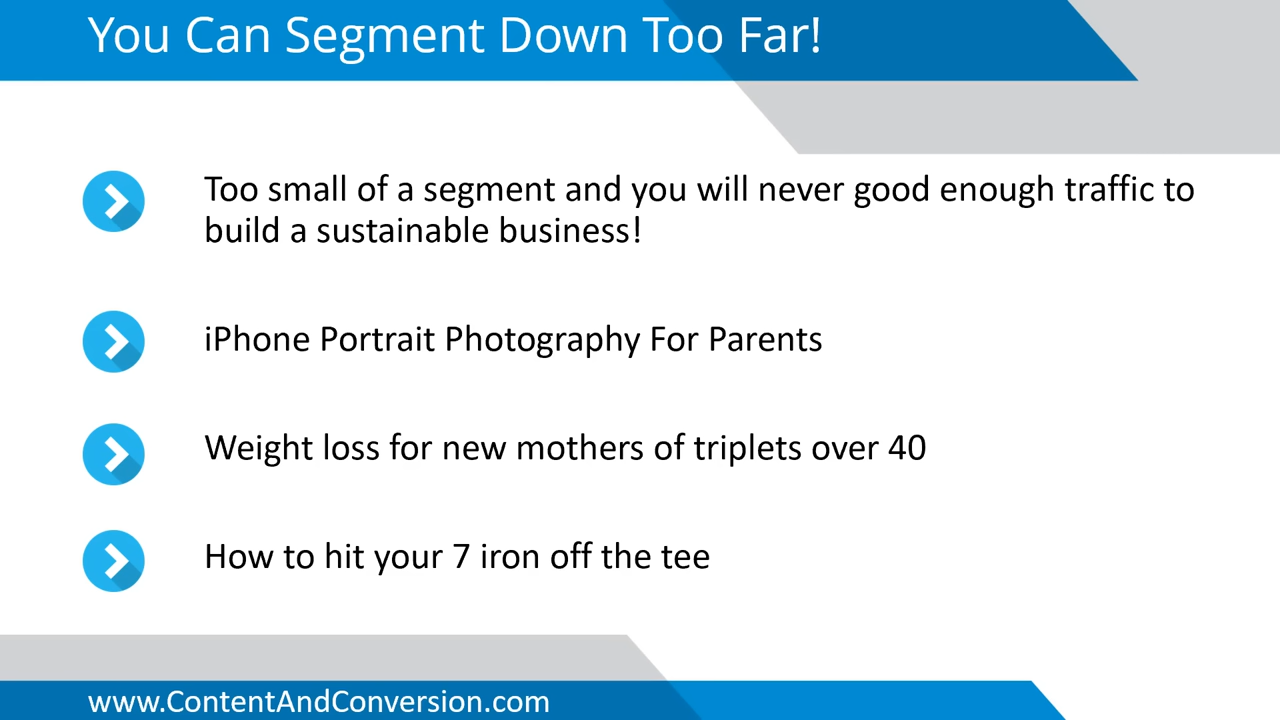 You Can Segment Down Too Far!
Too small of a segment and you will never good enough traffic to
build a sustainable business!
iPhone Portrait Photography For Parents
Weight loss for new mothers of triplets over 40
How to hit your 7 iron off the tee
www.ContentAndConversion.com